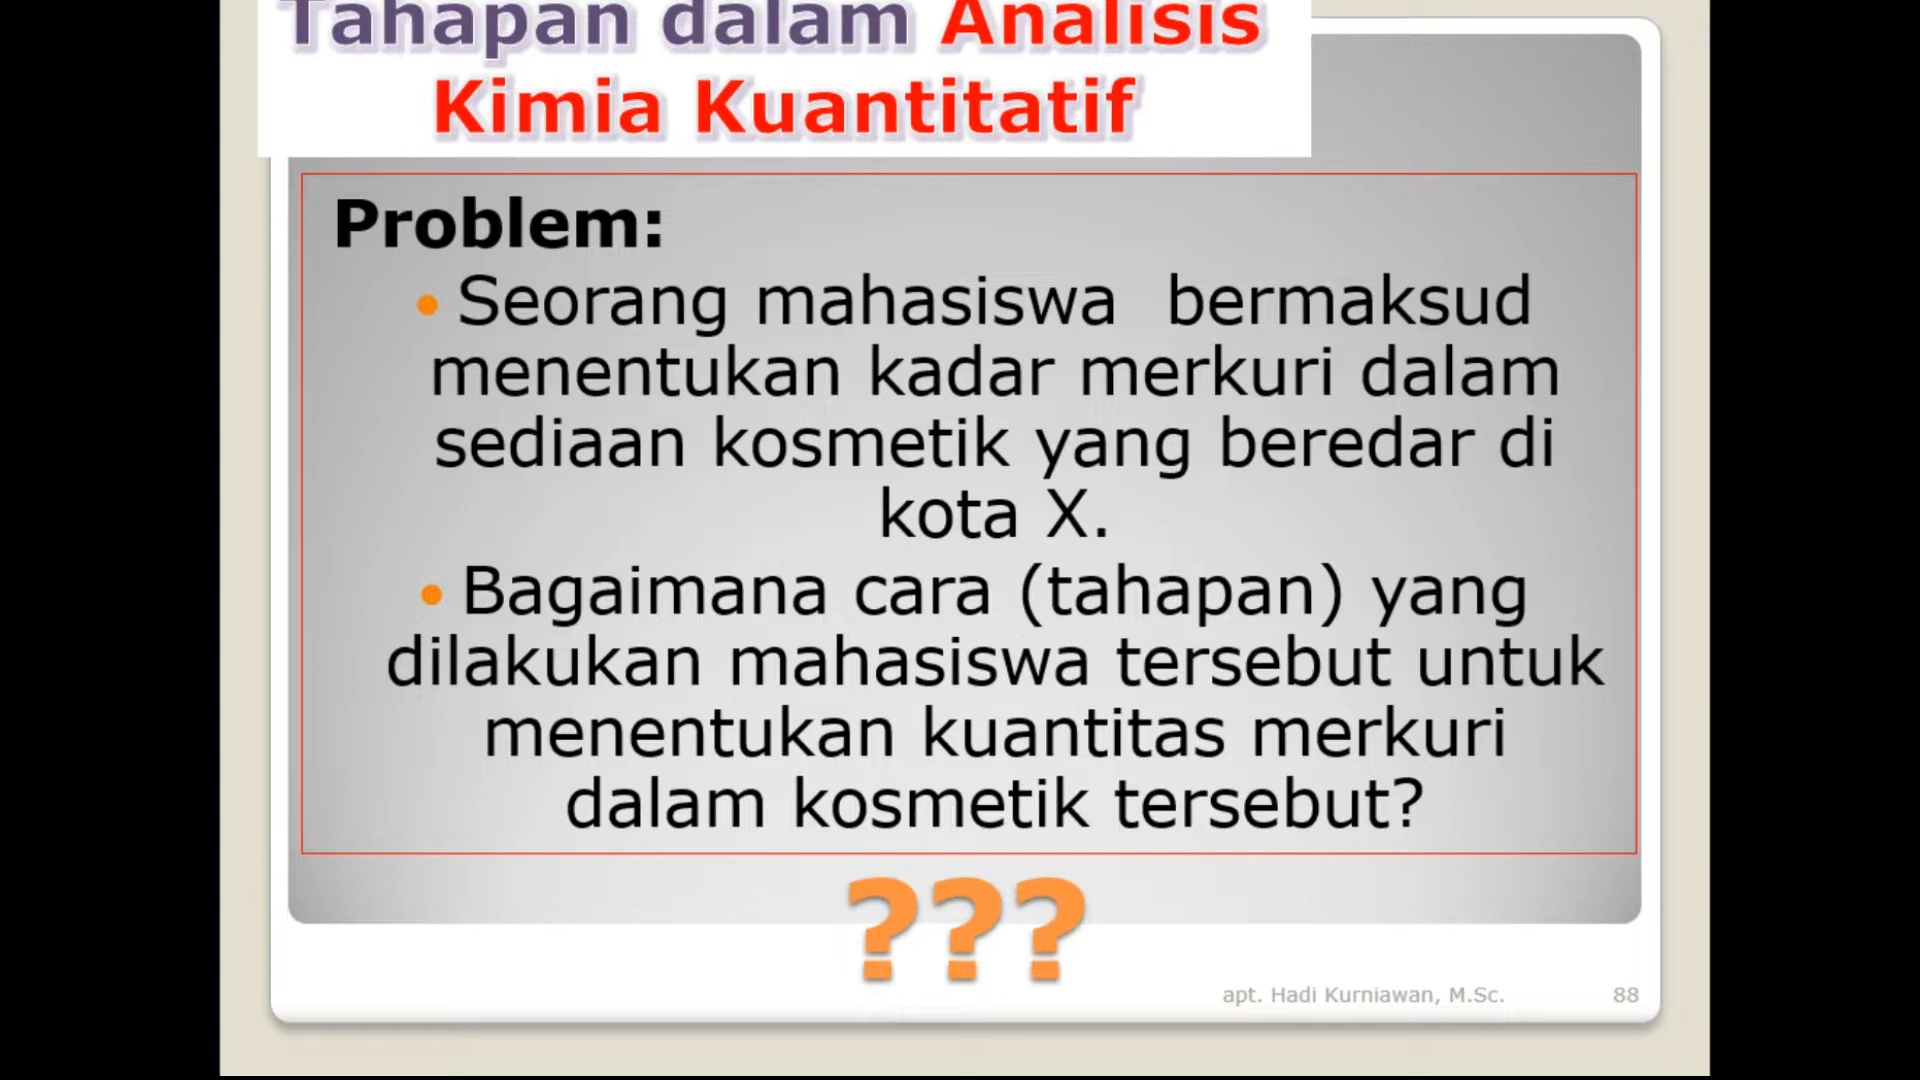 Tahapan dalam Analisis
Kimia Kuantitatif
Problem:
• Seorang mahasiswa bermaksud
menentukan kadar merkuri dalam
sediaan kosmetik yang beredar di
kota X.
• Bagaimana cara (tahapan) yang
dilakukan mahasiswa tersebut untuk
menentukan kuantitas merkuri
dalam kosmetik tersebut?
???
apt. Hadi Kurniawan, M.Sc. 88